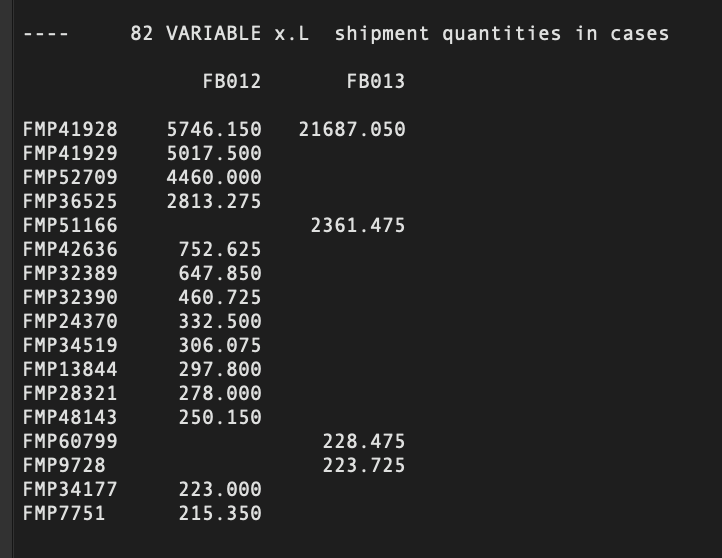 ----     82 VARIABLE x.L  shipment quantities in cases
               FB012       FB013
FMP41928    5746.150   21687.050
FMP41929    5017.500
FMP52709    4460.000
FMP36525    2813.275
FMP51166                2361.475
FMP42636     752.625
FMP32389     647.850
FMP32390     460.725
FMP24370     332.500
FMP34519     306.075
FMP13844     297.800
FMP28321     278.000
FMP48143     250.150
FMP60799                 228.475
FMP9728                  223.725
FMP34177     223.000
FMP7751      215.350